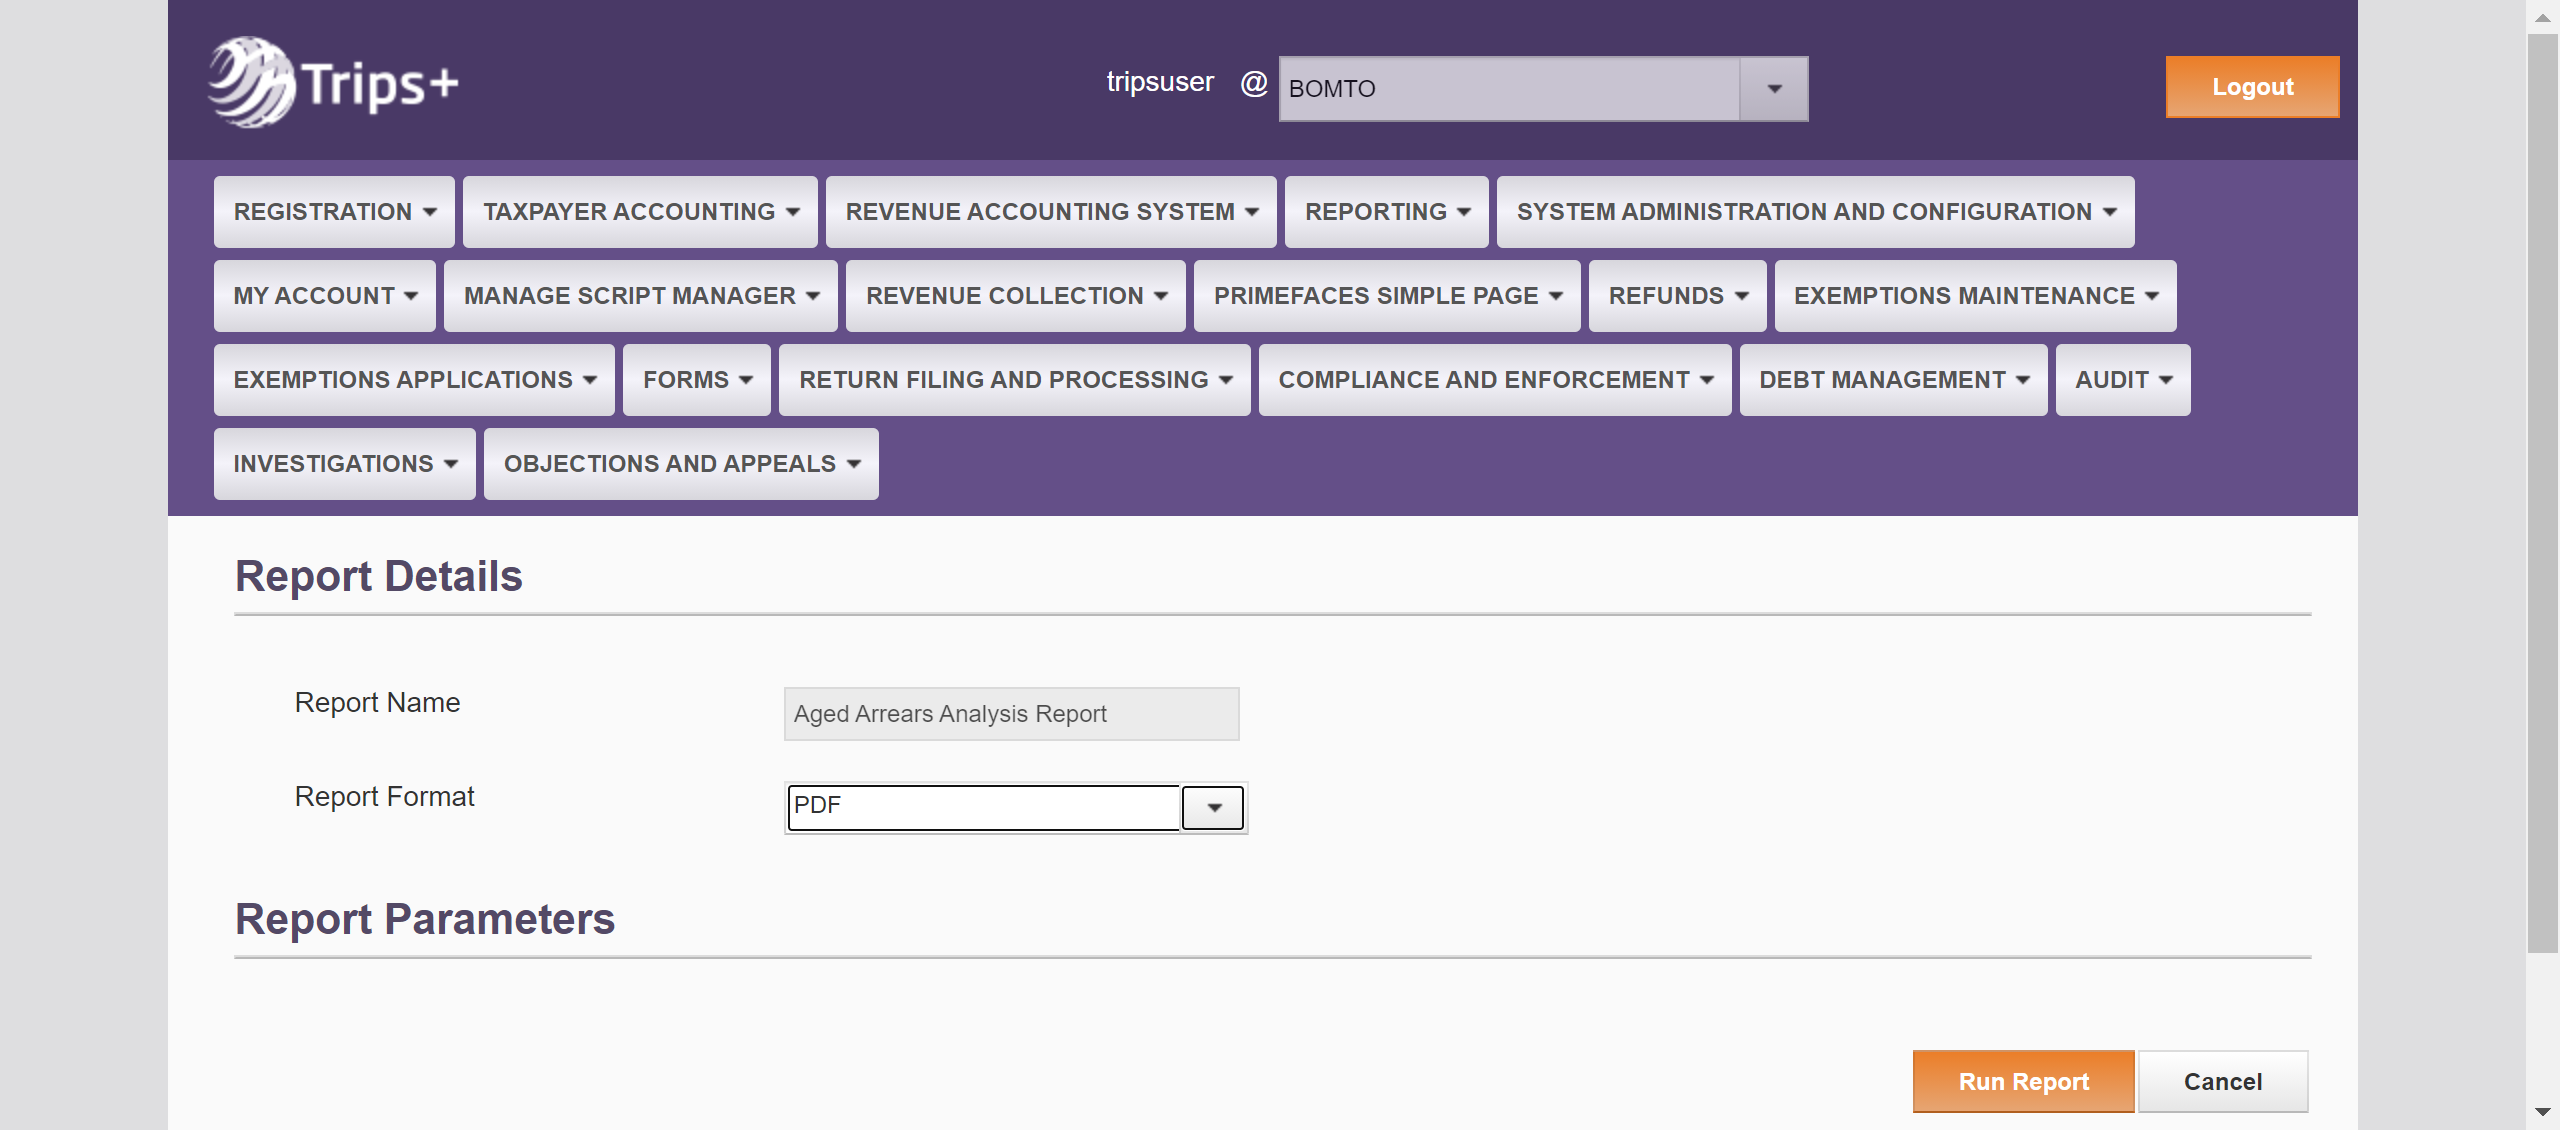 Trips+
tripsuser @ BOMTO
Logout
REGISTRATION TAXPAYER ACCOUNTING REVENUE ACCOUNTING SYSTEM REPORTING SYSTEM ADMINISTRATION AND CONFIGURATION
MY ACCOUNT MANAGE SCRIPT MANAGER REVENUE COLLECTION PRIMEFACES SIMPLE PAGE REFUNDS EXEMPTIONS MAINTENANCE
EXEMPTIONS APPLICATIONS FORMS RETURN FILING AND PROCESSING COMPLIANCE AND ENFORCEMENT DEBT MANAGEMENT AUDIT
INVESTIGATIONS OBJECTIONS AND APPEALS
Report Details
Report Name Aged Arrears Analysis Report
Report Format PDF
Report Parameters
Run Report Cancel